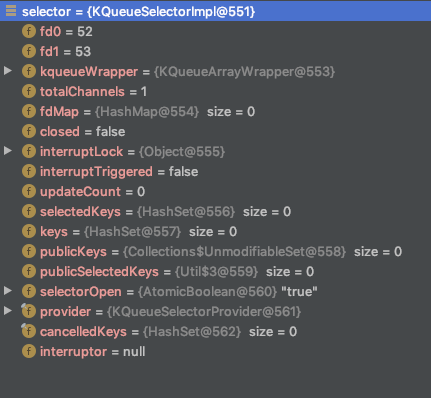 selector = {KQueueSelectorImpl@551}
f fd0 = 52
f fd1 = 53
f kqueueWrapper = {KQueueArrayWrapper@553}
f totalChannels = 1
f fdMap = {HashMap@554} size = 0
f closed = false
f interruptLock = {Object@555}
f interruptTriggered = false
f updateCount = 0
f selectedKeys = {HashSet@556} size = 0
f keys = {HashSet@557} size = 0
f publicKeys = {Collections$UnmodifiableSet@558} size = 0
f publicSelectedKeys = {Util$3@559} size = 0
f selectorOpen = {AtomicBoolean@560} "true"
f provider = {KQueueSelectorProvider@561}
f cancelledKeys = {HashSet@562} size = 0
f interruptor = null